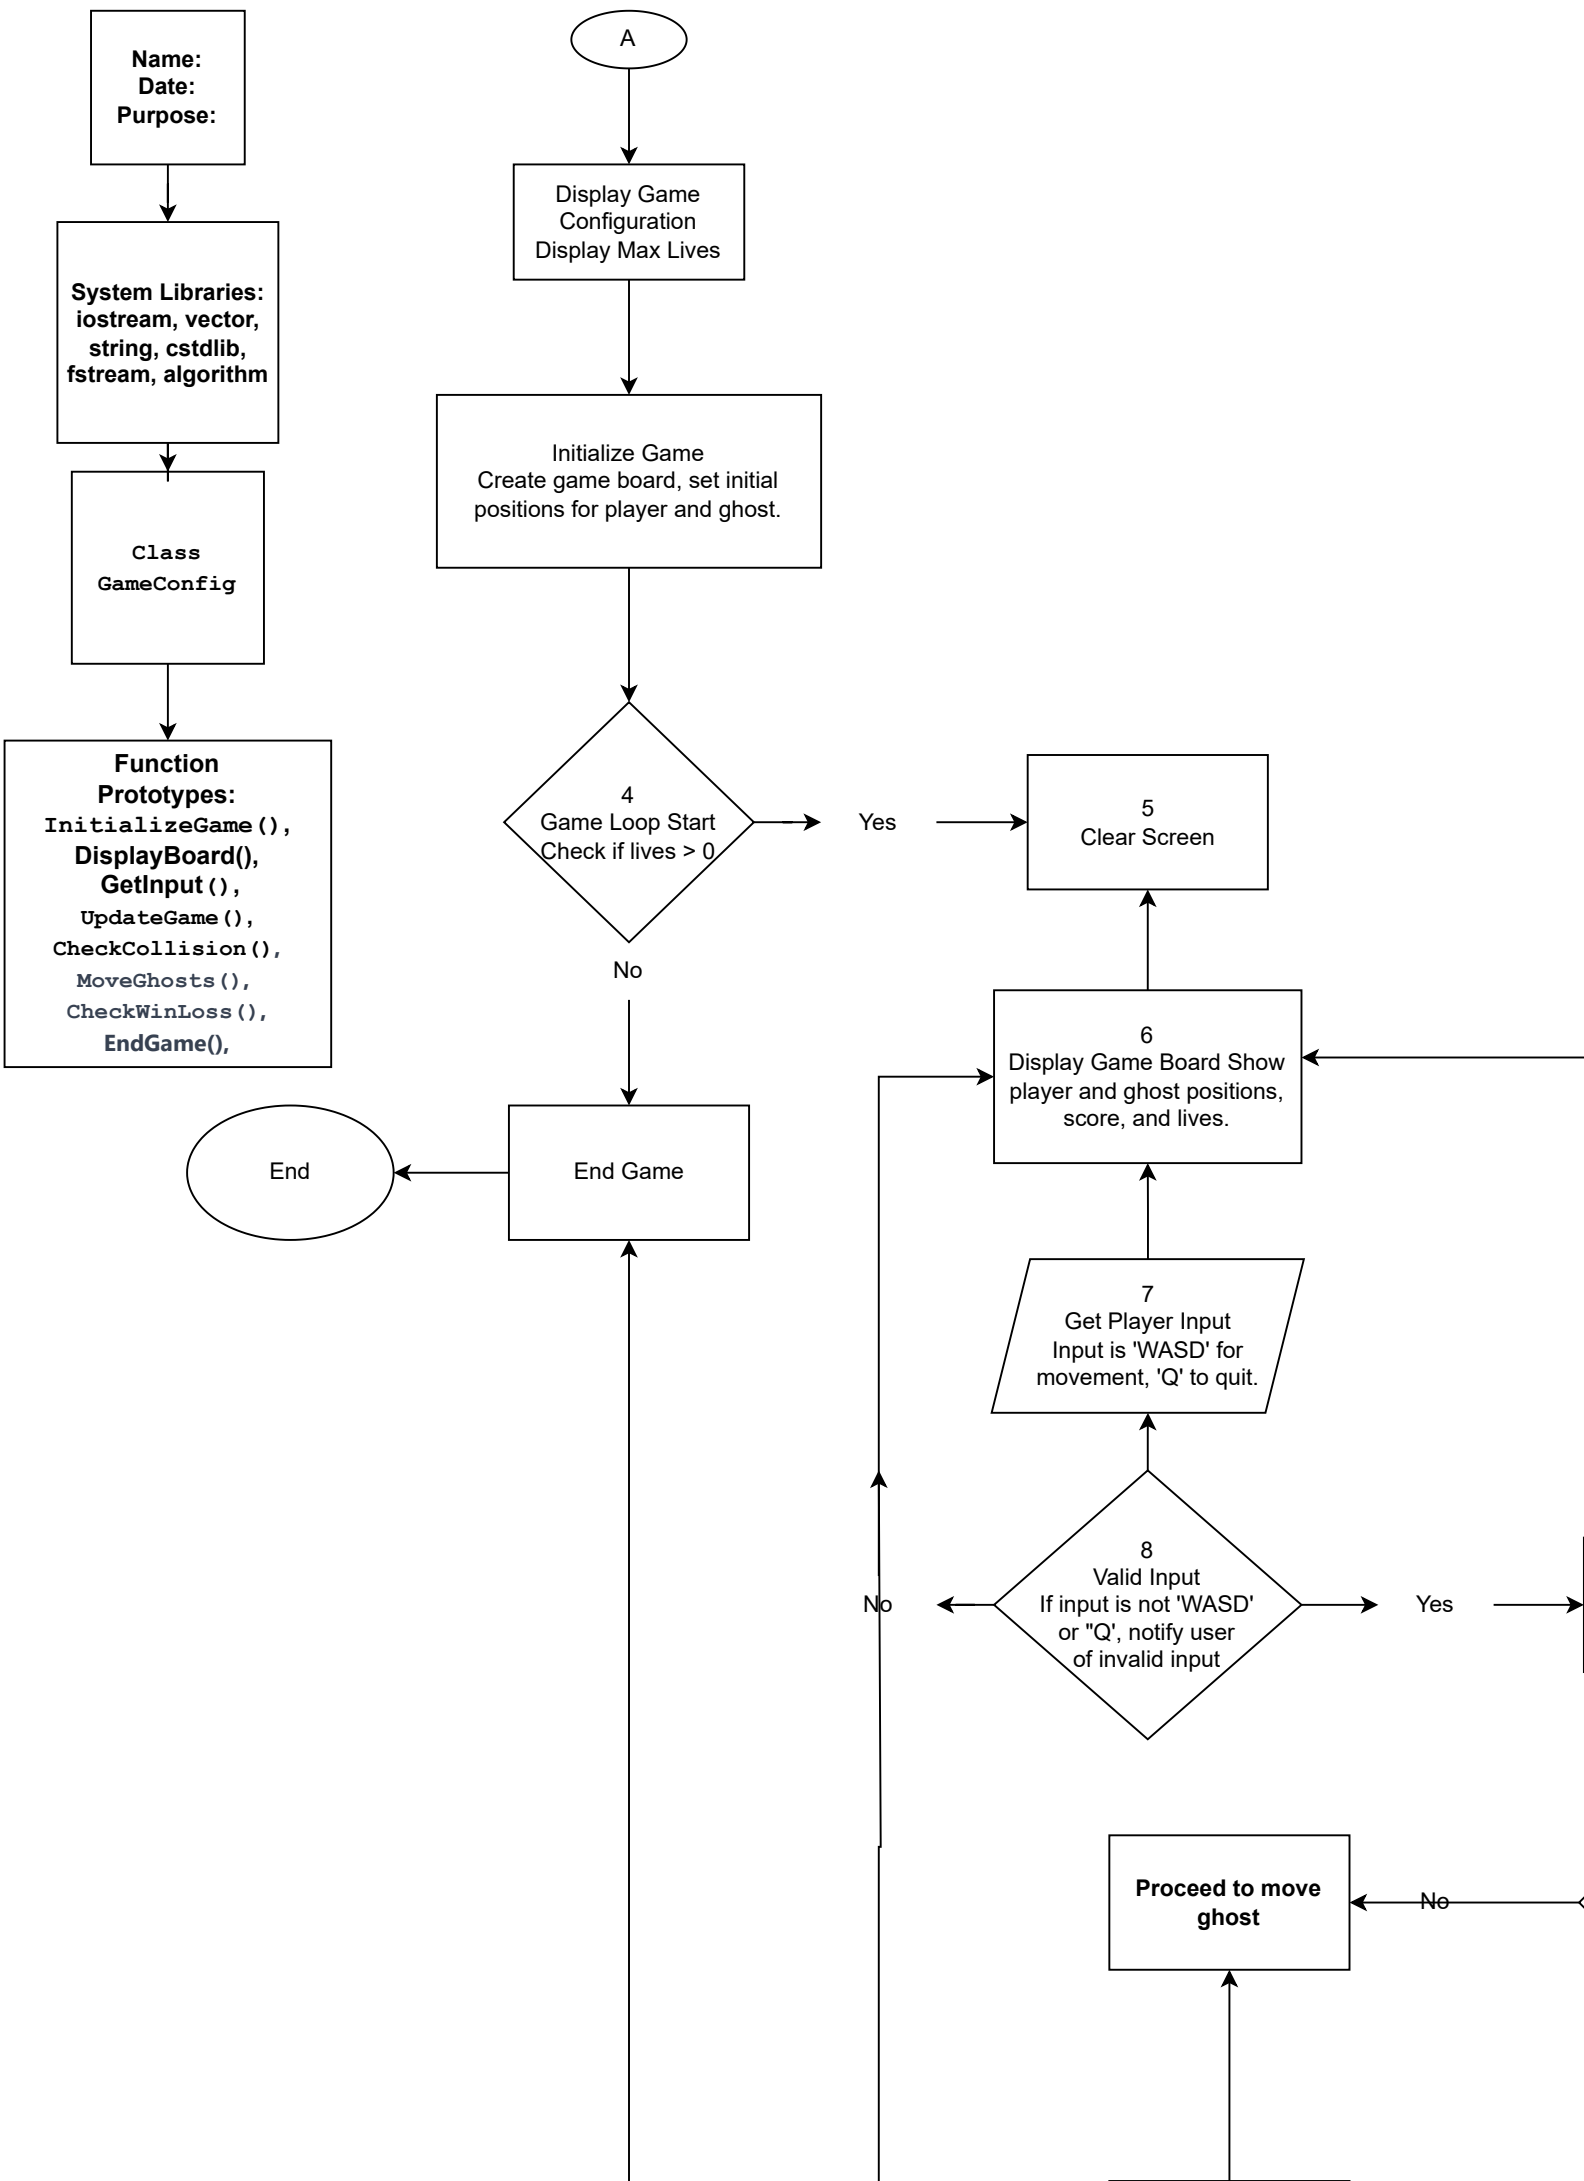 Name:
Date:
Purpose:
System Libraries:
iostream, vector,
string, cstdlib,
fstream, algorithm
Class
GameConfig
Function
Prototypes:
InitializeGame(),
DisplayBoard(),
GetInput(),
UpdateGame(),
CheckCollision(),
MoveGhosts(),
CheckWinLoss(),
EndGame(),
A
Display Game
Configuration
Display Max Lives
Initialize Game
Create game board, set initial
positions for player and ghost.
4
Game Loop Start
Check if lives > 0
Yes
No
End Game
End
5
Clear Screen
6
Display Game Board Show
player and ghost positions,
score, and lives.
7
Get Player Input
Input is 'WASD' for
movement, 'Q' to quit.
8
Valid Input
If input is not 'WASD'
or "Q', notify user
of invalid input
No
Yes
Proceed to move
ghost
No